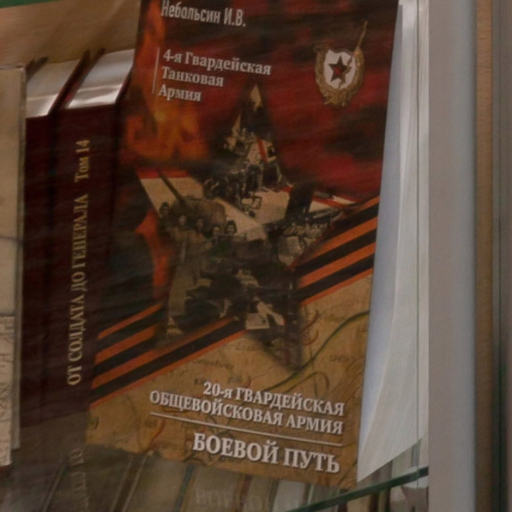 Небольсин И.В.
4-я Гвардейская
Танковая
Армия
20-я ГВАРДЕЙСКАЯ
ОБЩЕВОЙСКОВАЯ АРМИЯ
БОЕВОЙ ПУТЬ
ОТ СОЛДАТА ДО ГЕНЕРАЛА Том 14